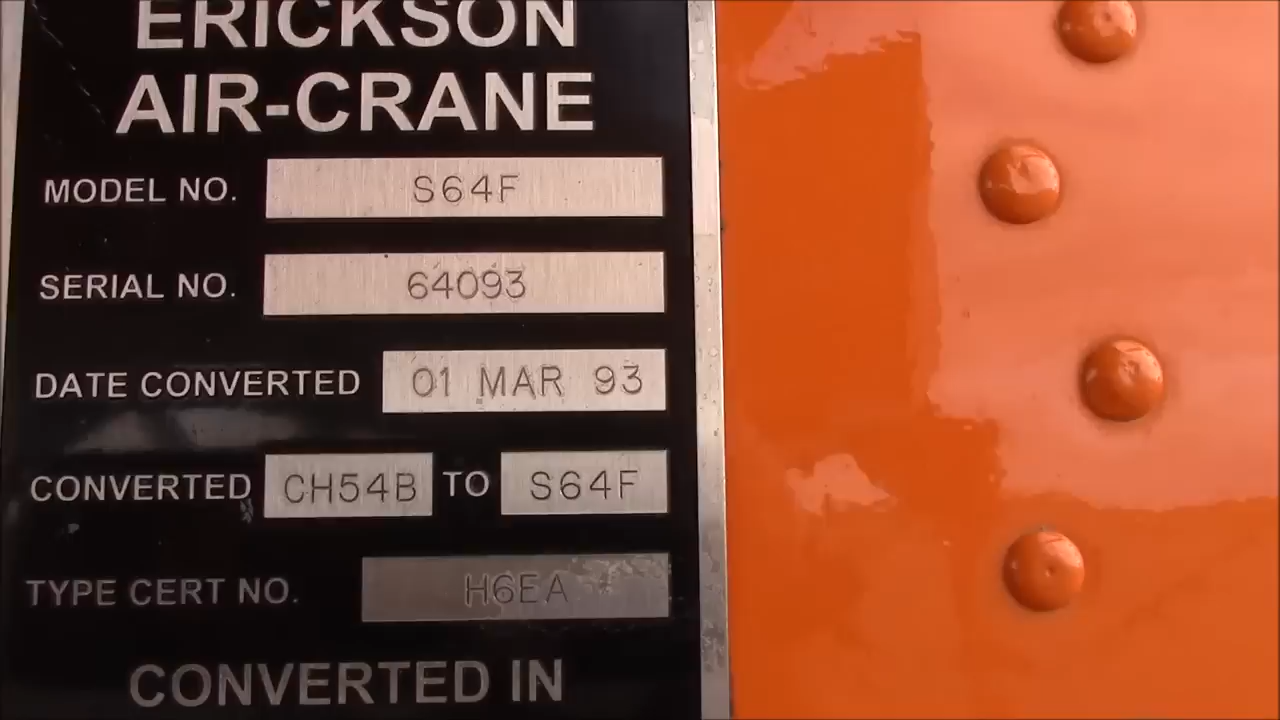 ERICKSON
AIR-CRANE
MODEL NO. S64F
SERIAL NO. 64093
DATE CONVERTED 01 MAR 93
CONVERTED CH54B TO S64F
TYPE CERT NO. H6EA
CONVERTED IN